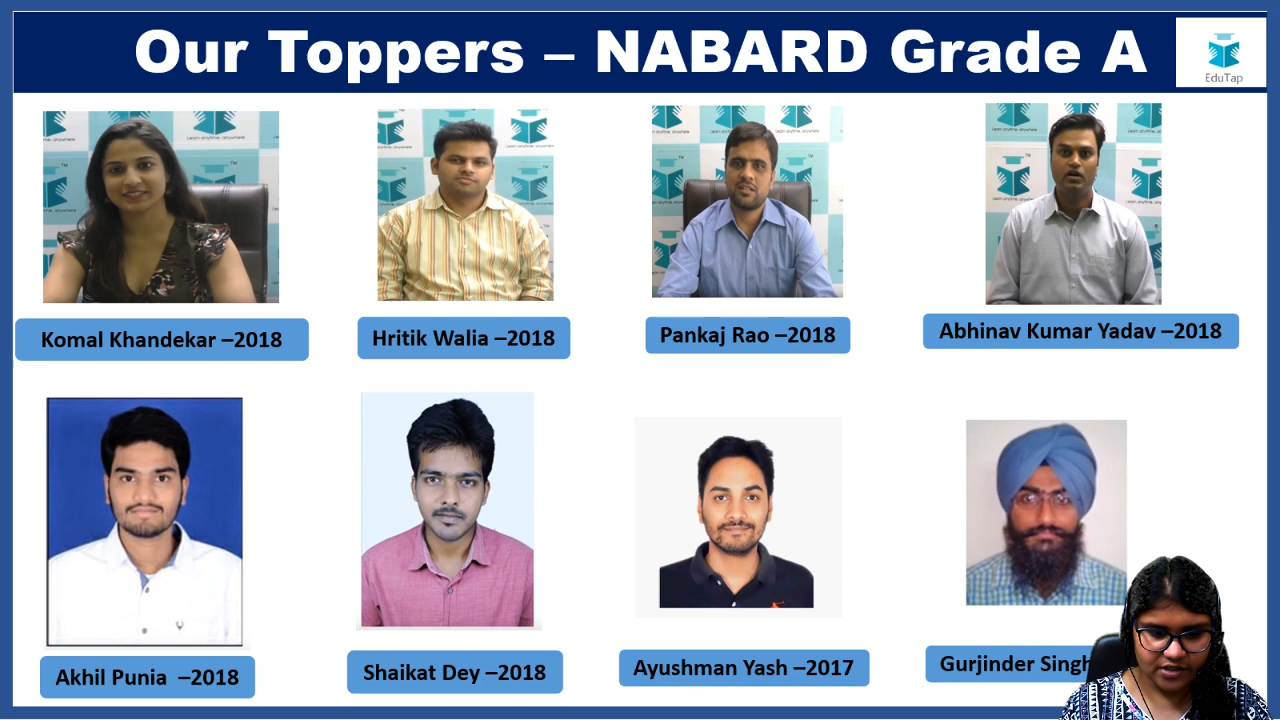 Our Toppers – NABARD Grade A
EduTap
Komal Khandekar –2018
Hritik Walia –2018
Pankaj Rao –2018
Abhinav Kumar Yadav –2018
Akhil Punia –2018
Shaikat Dey –2018
Ayushman Yash –2017
Gurjinder Singh